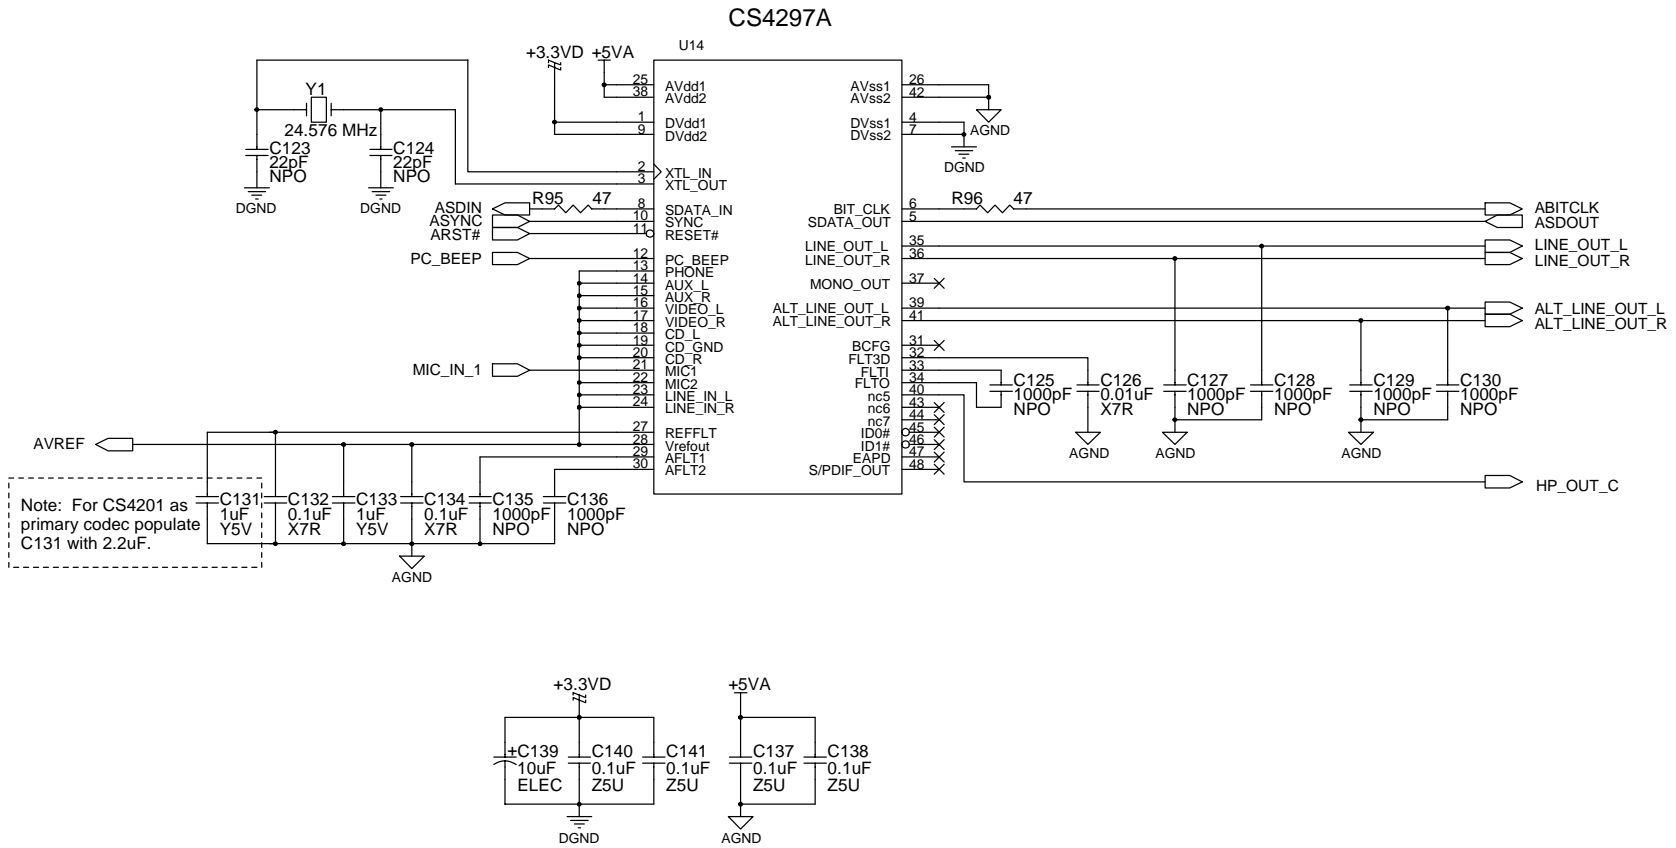 CS4297A
U14
+3.3VD
+5VA
Y1
24.576 MHz
C123
22pF
NPO
C124
22pF
NPO
DGND
DGND
25 AVdd1
38 AVdd2
1 DVdd1
9 DVdd2
2 XTL_IN
3 XTL_OUT
ASDIN R95 47 8 SDATA_IN
ASYNC 10 SYNC
ARST# 11 RESET#
PC_BEEP 12 PC_BEEP
13 PHONE
14 AUX_L
15 AUX_R
16 VIDEO_L
17 VIDEO_R
18 CD_L
19 CD_GND
20 CD_R
MIC_IN_1 21 MIC1
22 MIC2
23 LINE_IN_L
24 LINE_IN_R
27 REFFLT
AVREF 28 Vrefout
29 AFLT1
30 AFLT2
AVss1 26
AVss2 42
AGND
DVss1 4
DVss2 7
DGND
BIT_CLK 6 R96 47 ABITCLK
SDATA_OUT 5 ASDOUT
LINE_OUT_L 35 LINE_OUT_L
LINE_OUT_R 36 LINE_OUT_R
MONO_OUT 37
ALT_LINE_OUT_L 39 ALT_LINE_OUT_L
ALT_LINE_OUT_R 41 ALT_LINE_OUT_R
BCFG 31
FLT3D 32
FLTI 33
FLTO 34
nc5 40
nc6 43
nc7 44
ID0# 45
ID1# 46
EAPD 47
S/PDIF_OUT 48
HP_OUT_C
C125
1000pF
NPO
C126
0.01uF
X7R
AGND
C127
1000pF
NPO
C128
1000pF
NPO
AGND
C129
1000pF
NPO
C130
1000pF
NPO
AGND
Note: For CS4201 as
primary codec populate
C131 with 2.2uF.
C131
1uF
Y5V
C132
0.1uF
X7R
C133
1uF
Y5V
C134
0.1uF
X7R
C135
1000pF
NPO
C136
1000pF
NPO
AGND
+3.3VD
+C139
10uF
ELEC
C140
0.1uF
Z5U
C141
0.1uF
Z5U
DGND
+5VA
C137
0.1uF
Z5U
C138
0.1uF
Z5U
AGND